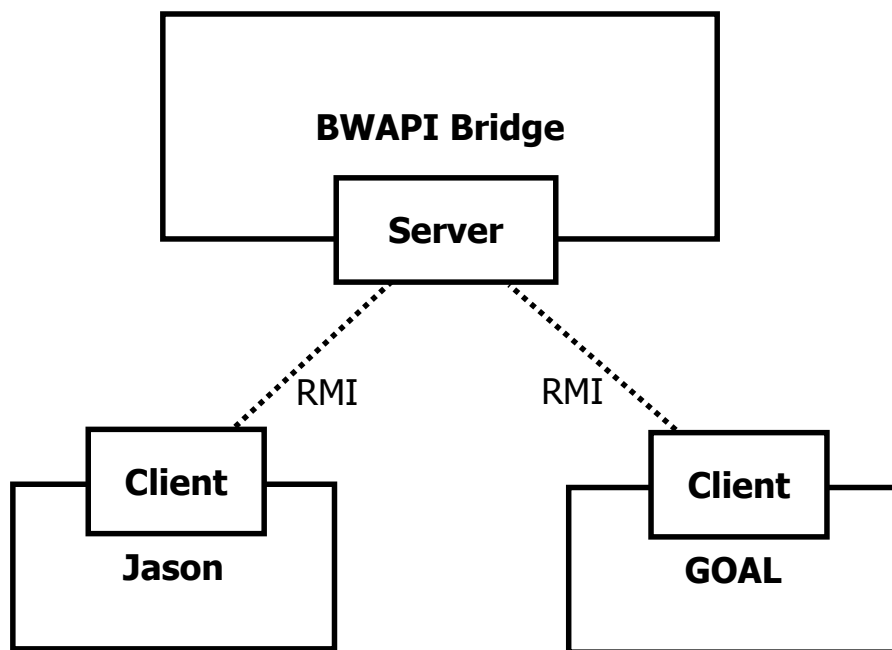 BWAPI Bridge
Server
RMI
RMI
Client
Client
Jason
GOAL